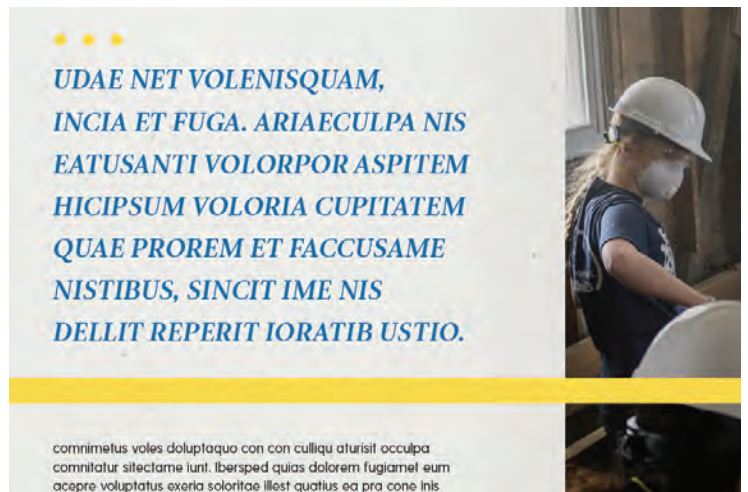 UDAE NET VOLENISQUAM,
INCIA ET FUGA. ARIAECULPA NIS
EATUSANTI VOLORPOR ASPITEM
HICIPSUM VOLORIA CUPITATEM
QUAE PROREM ET FACCUSAME
NISTIBUS, SINCIT IME NIS
DELLIT REPERIT IORATIB USTIO.
comnimetus voles doluptaquo con con culliqu aturisit occulpa
comnitatur sitectame iunt. Ibersped quias dolorem fugiamet eum
acepre voluptatus exeria soloritae illest quatius ea pra cone inis